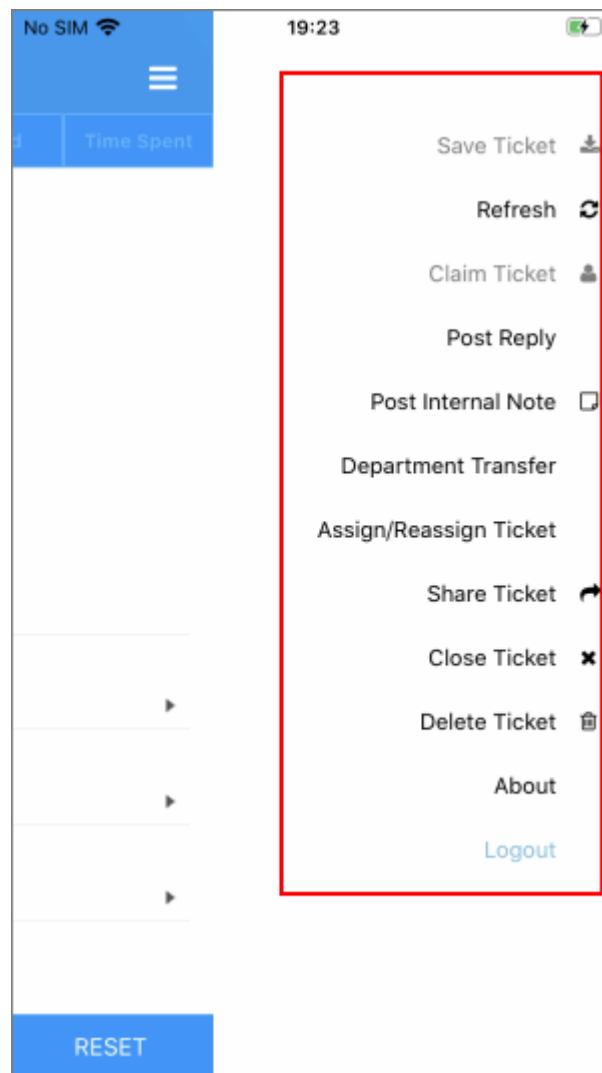 No SIM 19:23
d Time Spent
Save Ticket
Refresh
Claim Ticket
Post Reply
Post Internal Note
Department Transfer
Assign/Reassign Ticket
Share Ticket
Close Ticket
Delete Ticket
About
Logout
RESET